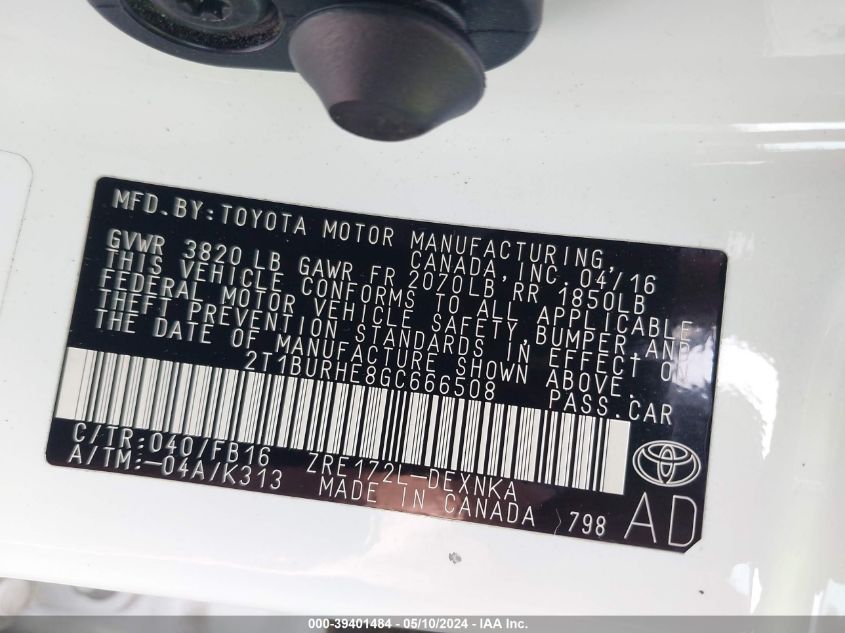 MFD.BY:TOYOTA MOTOR MANUFACTURING,
CANADA, INC. 04/16
GVWR 3820 LB GAWR FR 2070LB RR 1850LB
THIS VEHICLE CONFORMS TO ALL APPLICABLE
FEDERAL MOTOR VEHICLE SAFETY, BUMPER, AND
THEFT PREVENTION STANDARDS IN EFFECT ON
THE DATE OF MANUFACTURE SHOWN ABOVE.
2T1BURHE8GC666508 PASS.CAR
C/TR:040/FB16 ZRE172L-DEXNKA
A/TM:-04A/K313 MADE IN CANADA 798 AD
000-39401484 - 05/10/2024 - IAA Inc.